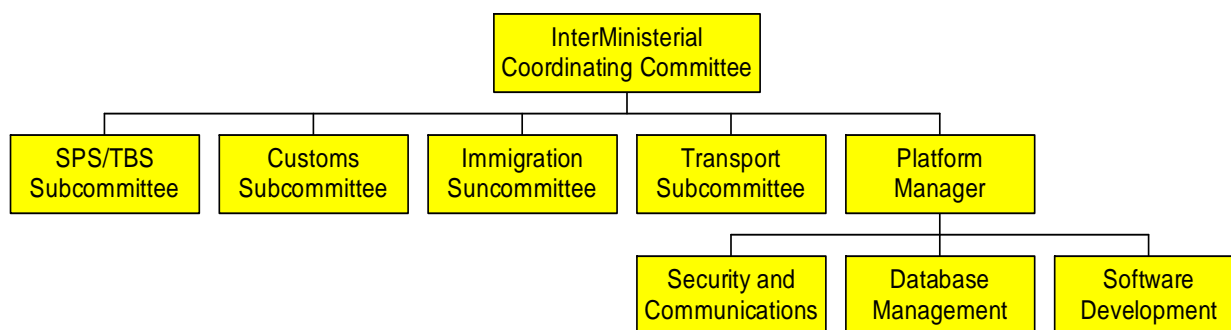 InterMinisterial
Coordinating Committee
SPS/TBS
Subcommittee
Customs
Subcommittee
Immigration
Suncommittee
Transport
Subcommittee
Platform
Manager
Security and
Communications
Database
Management
Software
Development